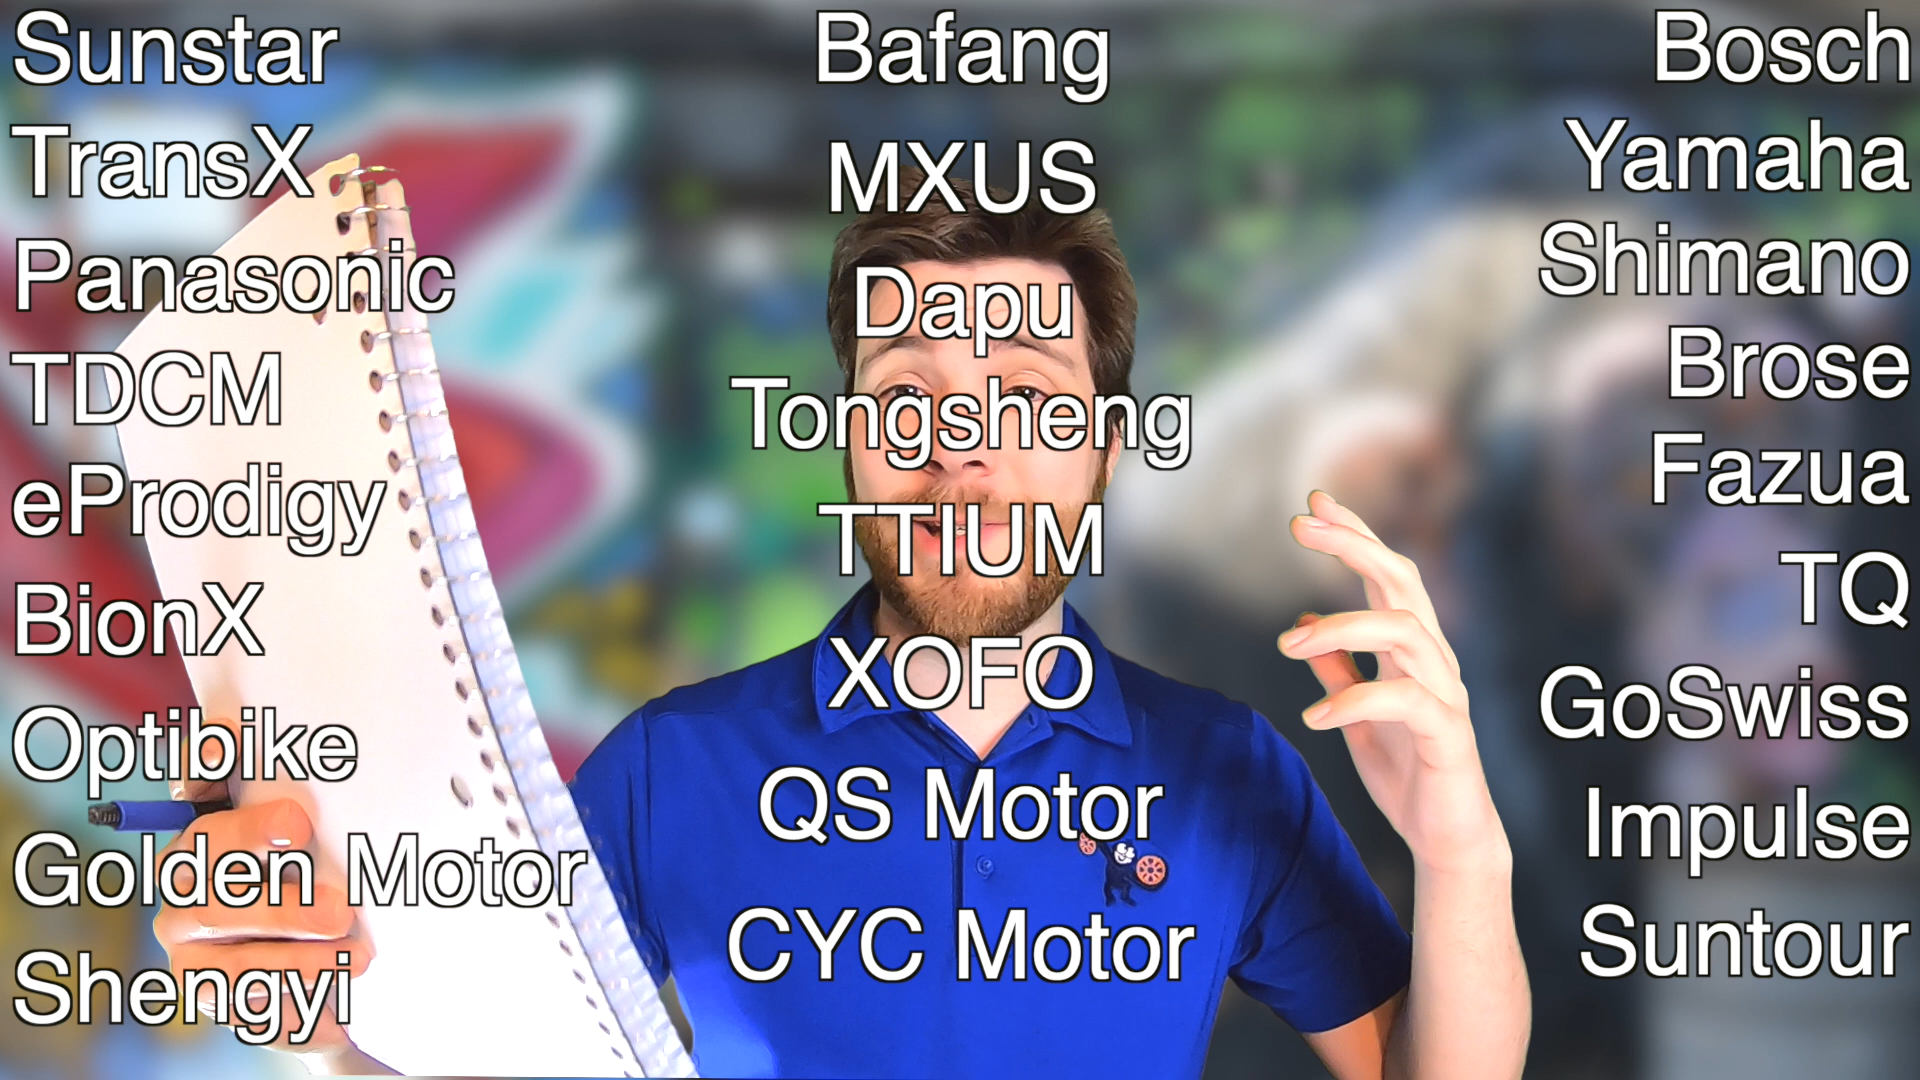 Sunstar
TransX
Panasonic
TDCM
eProdigy
BionX
Optibike
Golden Motor
Shengyi
Bafang
MXUS
Dapu
Tongsheng
TTIUM
XOFO
QS Motor
CYC Motor
Bosch
Yamaha
Shimano
Brose
Fazua
TQ
GoSwiss
Impulse
Suntour